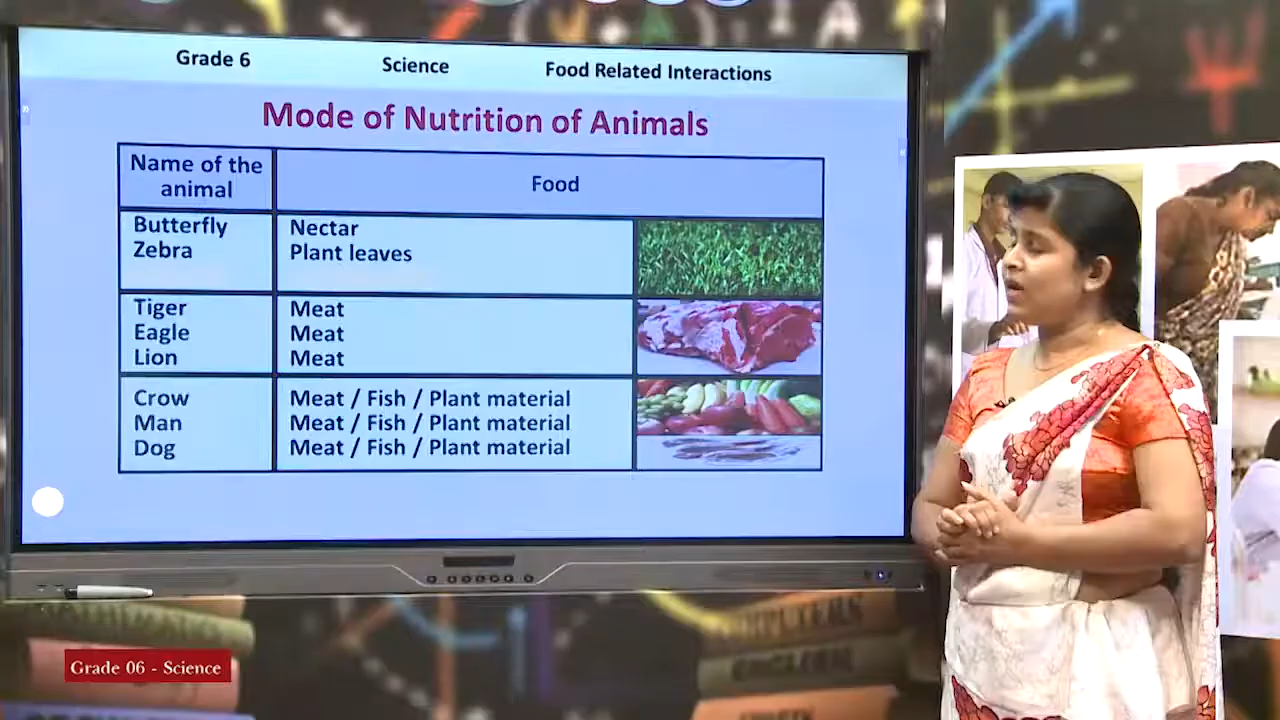 Grade 6 Science Food Related Interactions
Mode of Nutrition of Animals
Name of the animal Food
Butterfly Nectar
Zebra Plant leaves
Tiger Meat
Eagle Meat
Lion Meat
Crow Meat / Fish / Plant material
Man Meat / Fish / Plant material
Dog Meat / Fish / Plant material
Grade 06 - Science